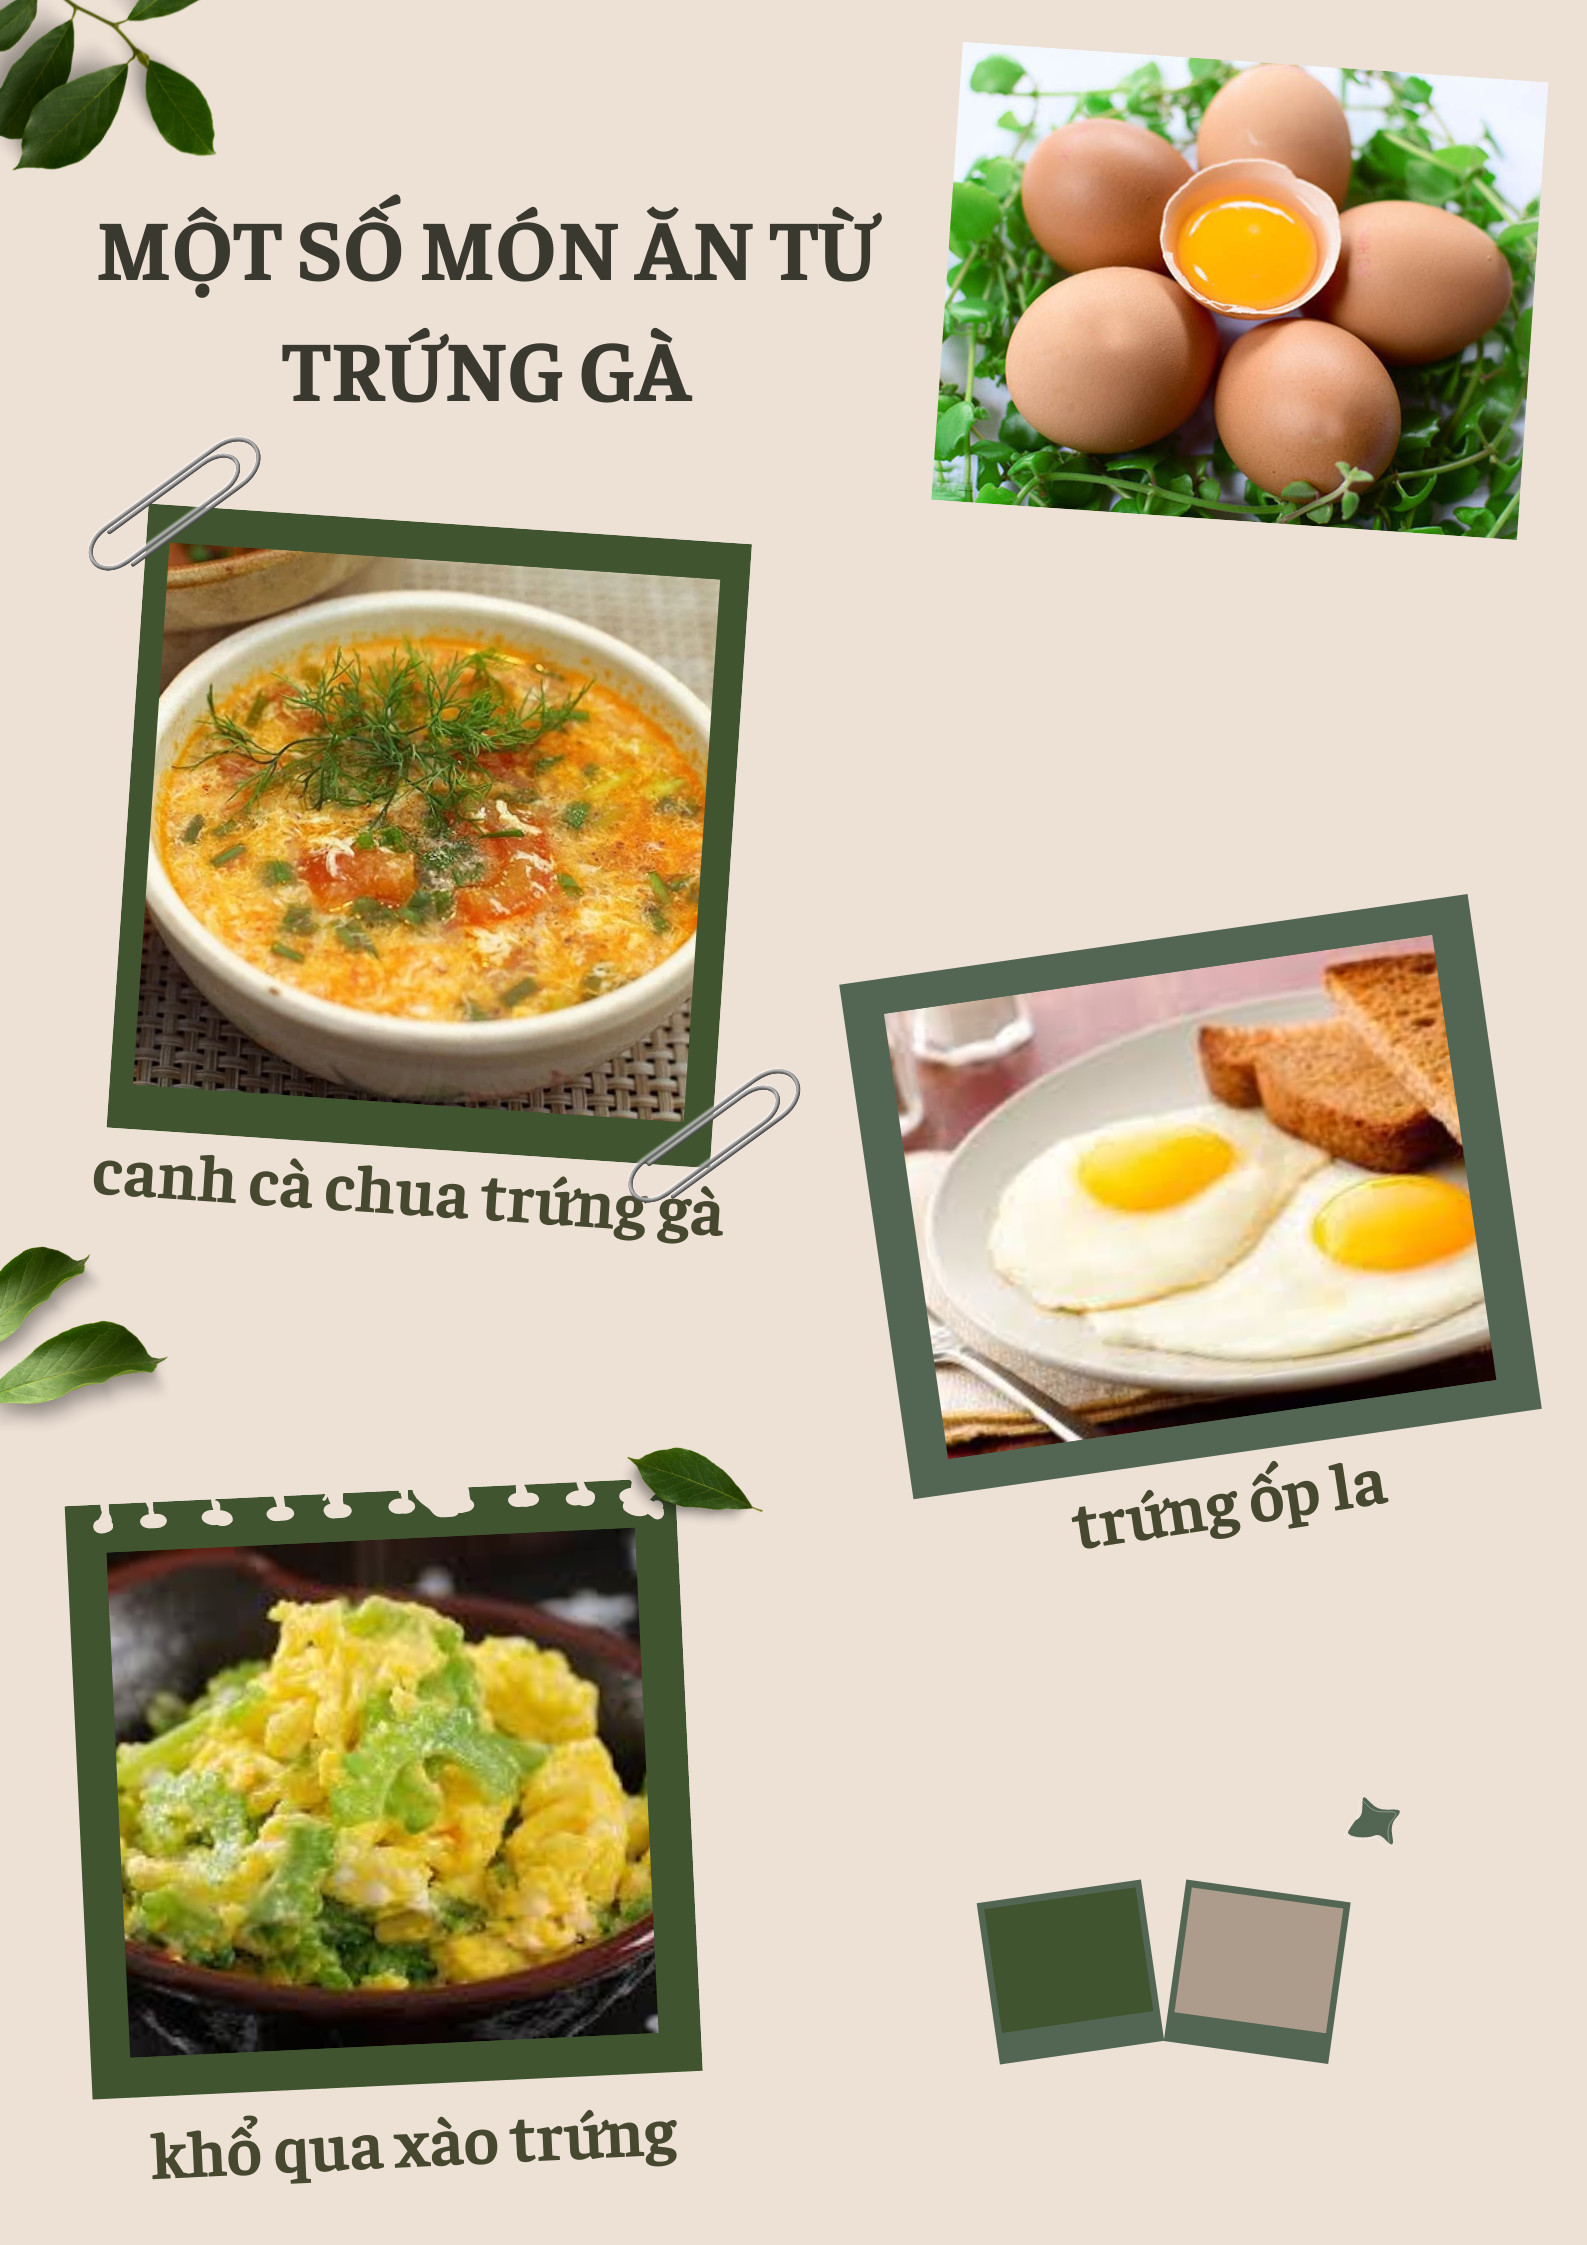 MỘT SỐ MÓN ĂN TỪ
TRỨNG GÀ
canh cà chua trứng gà
trứng ốp la
khổ qua xào trứng